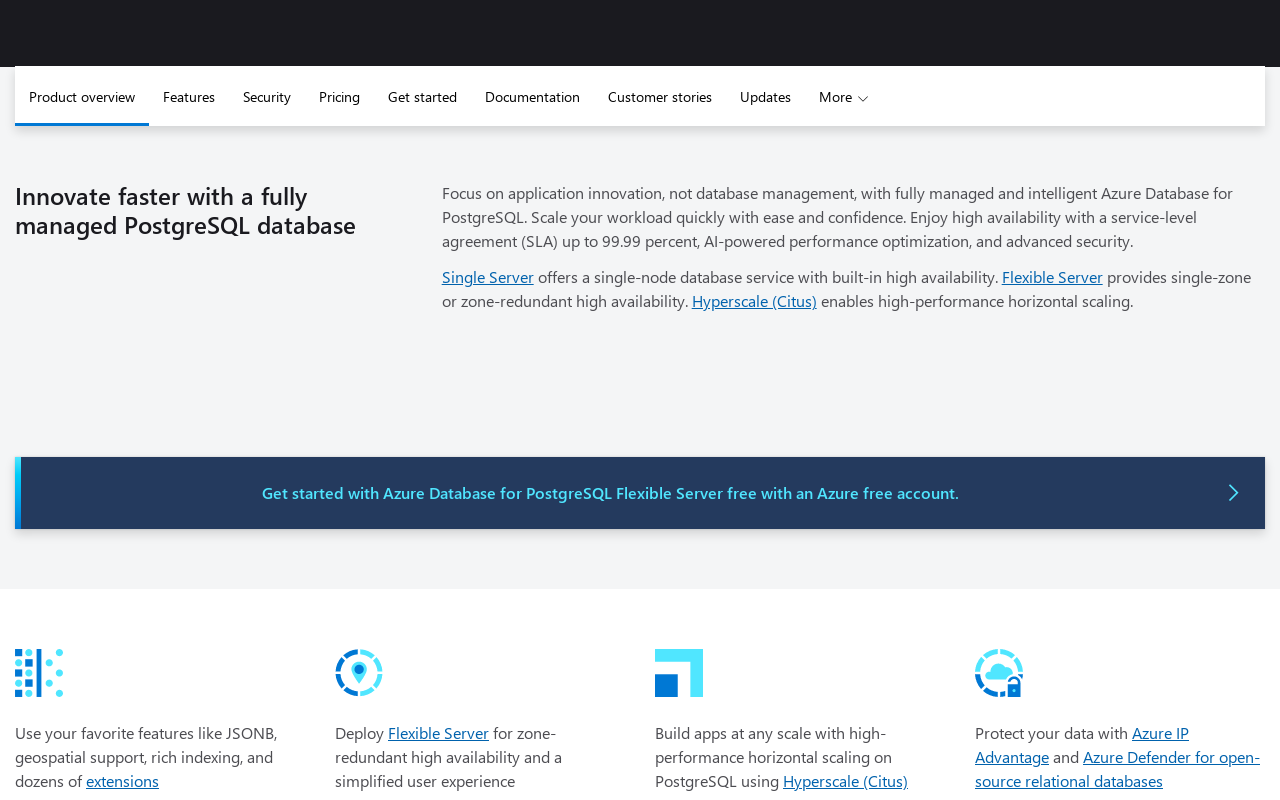 Product overview
Features
Security
Pricing
Get started
Documentation
Customer stories
Updates
More
Innovate faster with a fully
managed PostgreSQL database
Focus on application innovation, not database management, with fully managed and intelligent Azure Database for
PostgreSQL. Scale your workload quickly with ease and confidence. Enjoy high availability with a service-level
agreement (SLA) up to 99.99 percent, AI-powered performance optimization, and advanced security.
Single Server offers a single-node database service with built-in high availability. Flexible Server provides single-zone
or zone-redundant high availability. Hyperscale (Citus) enables high-performance horizontal scaling.
Get started with Azure Database for PostgreSQL Flexible Server free with an Azure free account.
Use your favorite features like JSONB,
geospatial support, rich indexing, and
dozens of extensions
Deploy Flexible Server for zone-
redundant high availability and a
simplified user experience
Build apps at any scale with high-
performance horizontal scaling on
PostgreSQL using Hyperscale (Citus)
Protect your data with Azure IP
Advantage and Azure Defender for open-
source relational databases